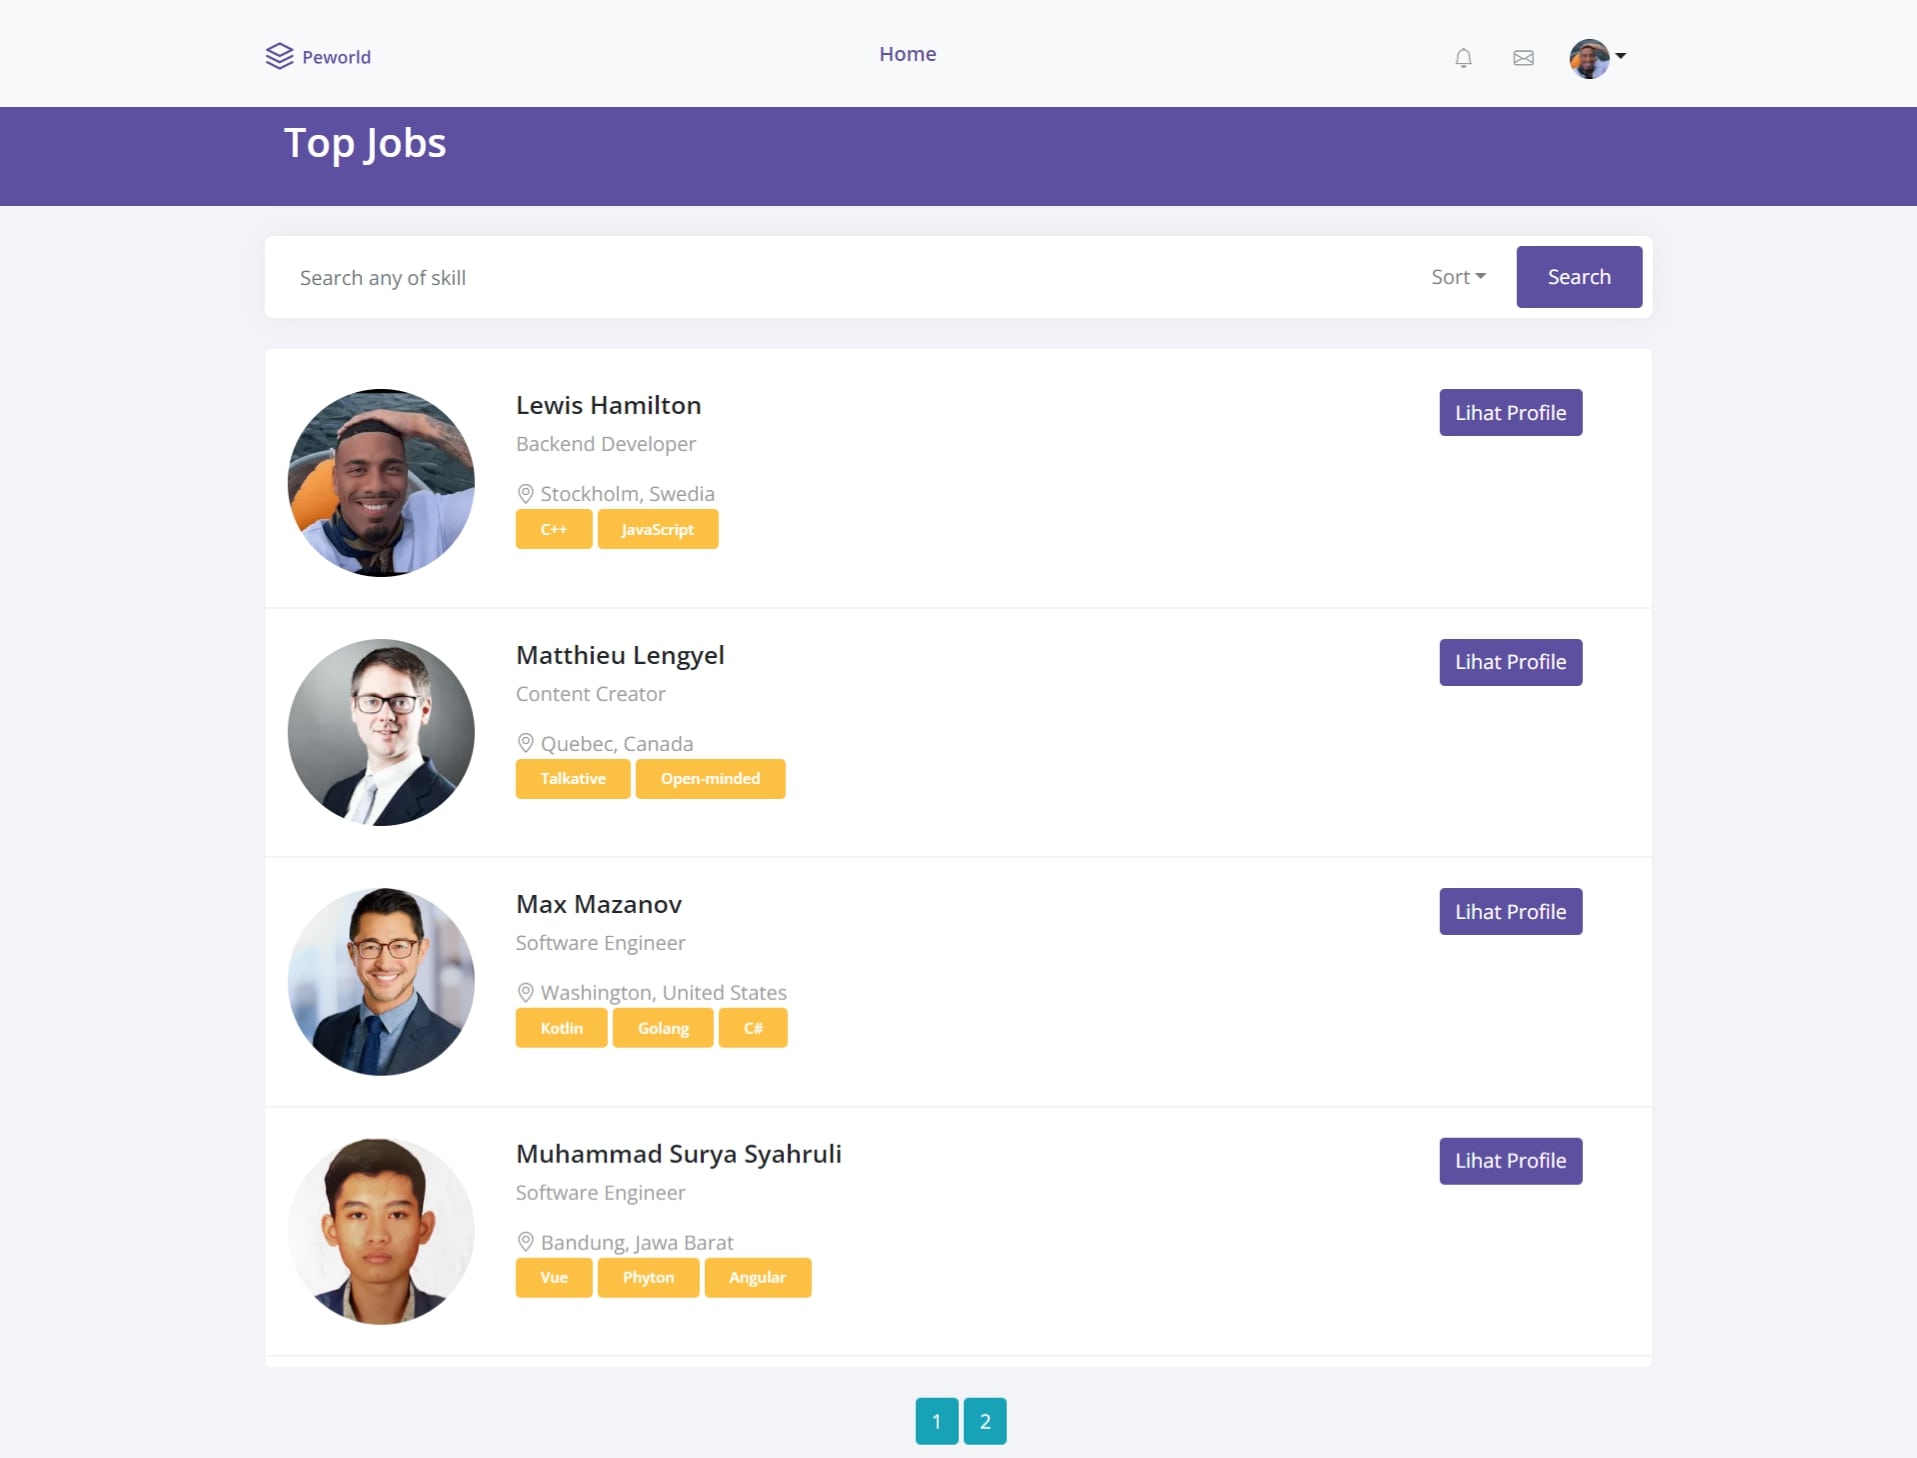 Peworld
Home
Top Jobs
Search any of skill
Sort
Search
Lewis Hamilton
Lihat Profile
Backend Developer
Stockholm, Swedia
C++ JavaScript
Matthieu Lengyel
Lihat Profile
Content Creator
Quebec, Canada
Talkative Open-minded
Max Mazanov
Lihat Profile
Software Engineer
Washington, United States
Kotlin Golang C#
Muhammad Surya Syahruli
Lihat Profile
Software Engineer
Bandung, Jawa Barat
Vue Phyton Angular
1 2